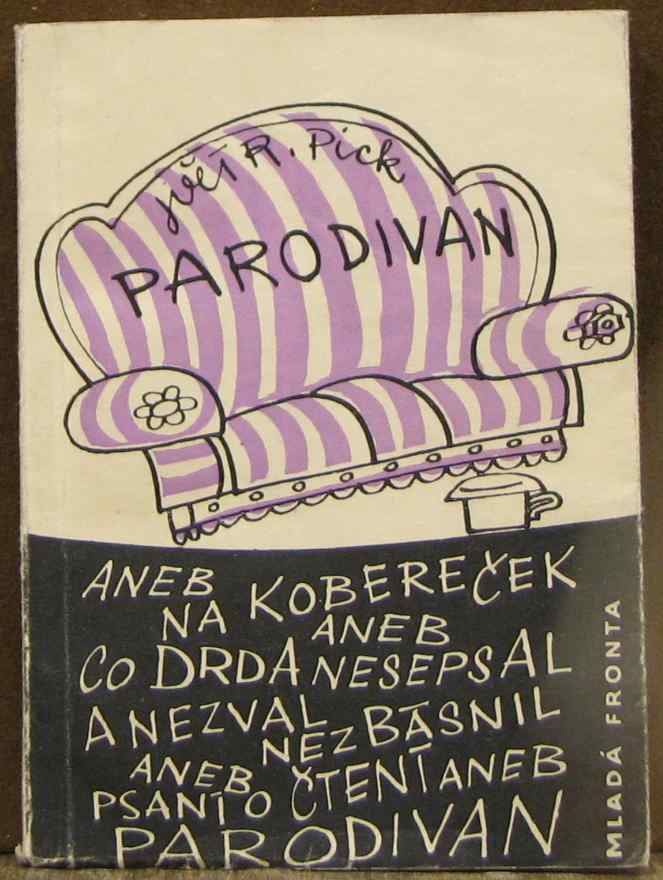 Jiří R. Pick
PARODIVAN
ANEB
NA KOBEREČEK
ANEB
CO DRDA NESEPSAL
A NEZVAL
NEZBÁSNIL
ANEB
PSANÍ O ČTENÍ ANEB
PARODIVAN
MLADÁ FRONTA